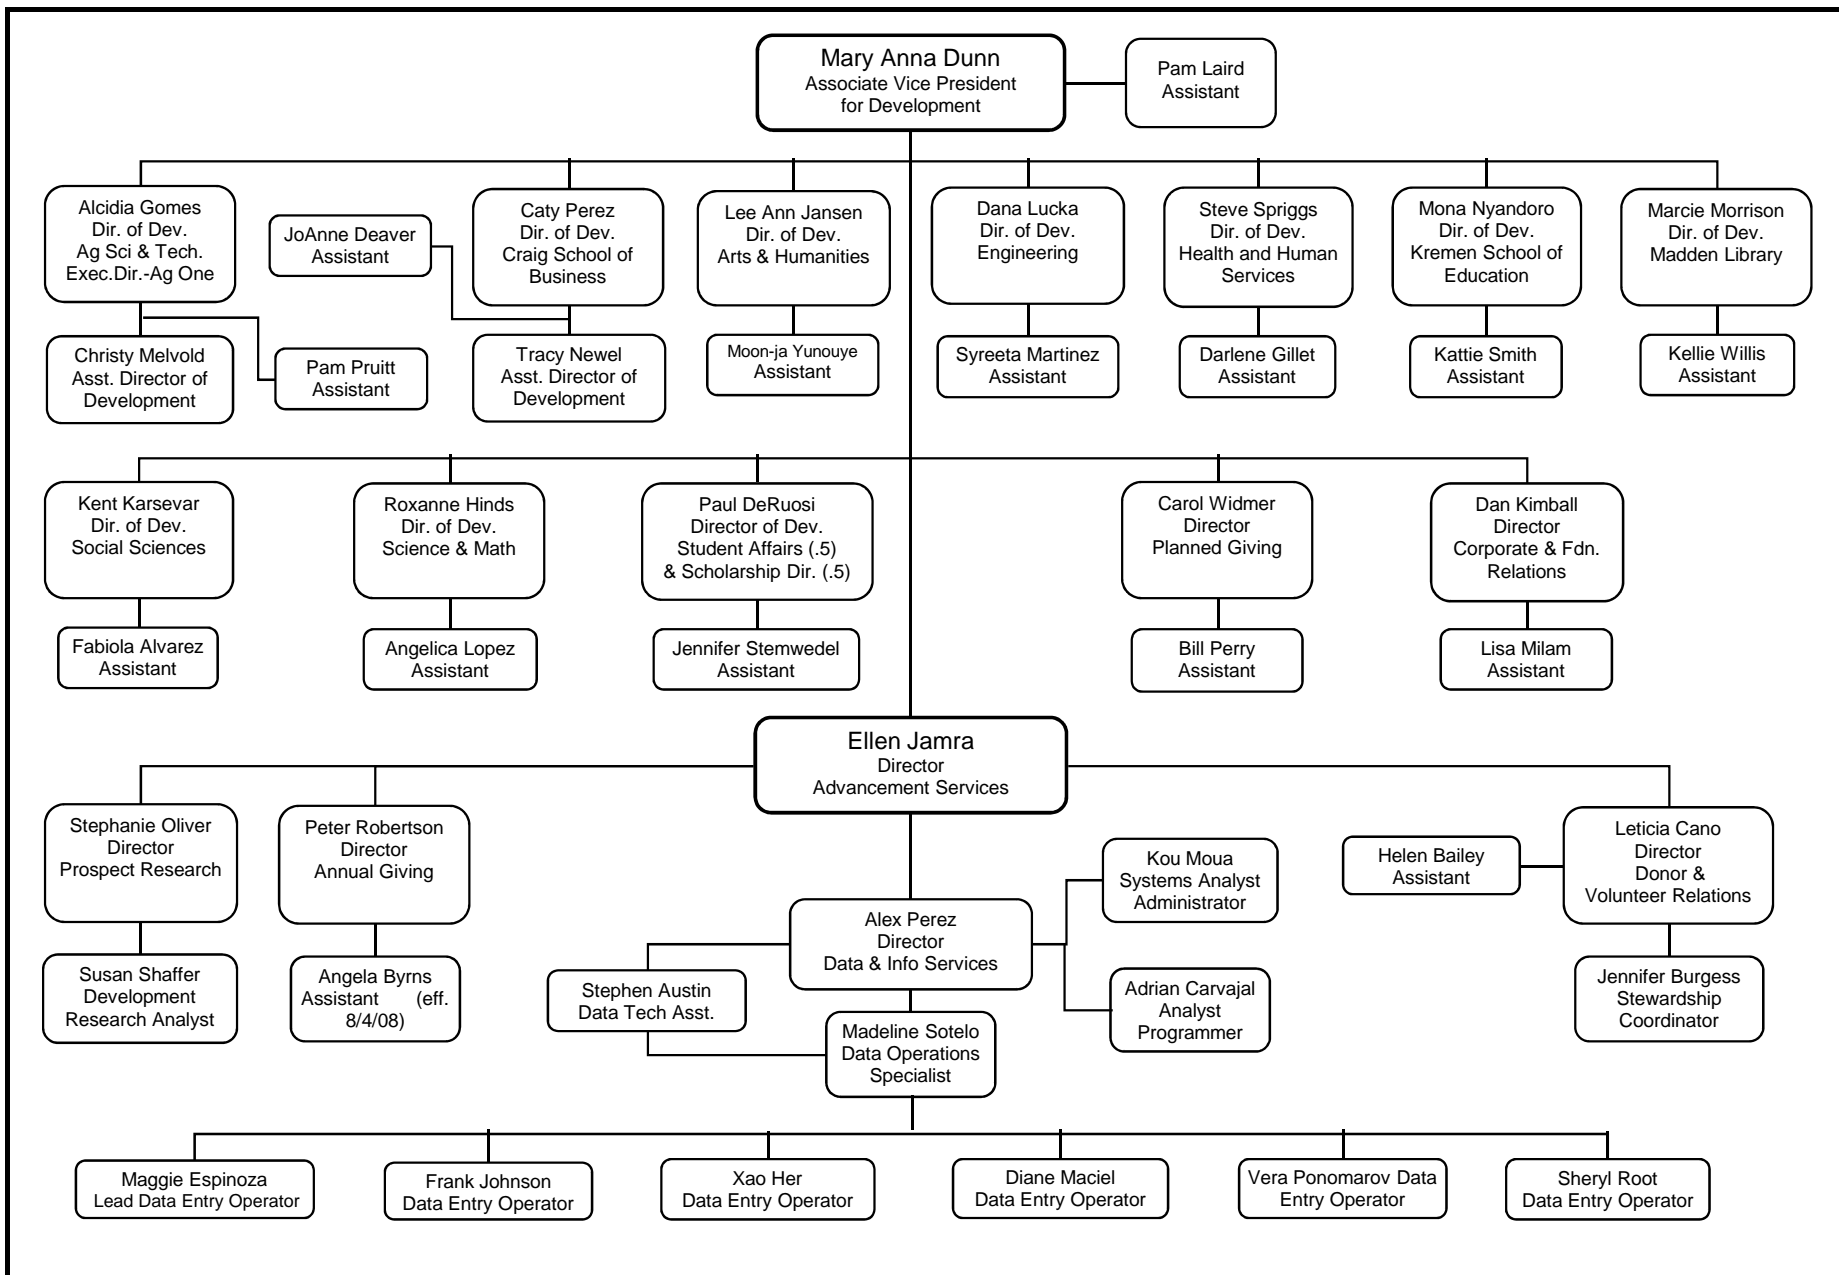 Mary Anna Dunn
Associate Vice President
for Development
Pam Laird
Assistant
Alcidia Gomes
Dir. of Dev.
Ag Sci & Tech.
Exec.Dir.-Ag One
JoAnne Deaver
Assistant
Caty Perez
Dir. of Dev.
Craig School of
Business
Lee Ann Jansen
Dir. of Dev.
Arts & Humanities
Dana Lucka
Dir. of Dev.
Engineering
Steve Spriggs
Dir. of Dev.
Health and Human
Services
Mona Nyandoro
Dir. of Dev.
Kremen School of
Education
Marcie Morrison
Dir. of Dev.
Madden Library
Christy Melvold
Asst. Director of
Development
Pam Pruitt
Assistant
Tracy Newel
Asst. Director of
Development
Moon-ja Yunouye
Assistant
Syreeta Martinez
Assistant
Darlene Gillet
Assistant
Kattie Smith
Assistant
Kellie Willis
Assistant
Kent Karsevar
Dir. of Dev.
Social Sciences
Roxanne Hinds
Dir. of Dev.
Science & Math
Paul DeRuosi
Director of Dev.
Student Affairs (.5)
& Scholarship Dir. (.5)
Carol Widmer
Director
Planned Giving
Dan Kimball
Director
Corporate & Fdn.
Relations
Fabiola Alvarez
Assistant
Angelica Lopez
Assistant
Jennifer Stemwedel
Assistant
Bill Perry
Assistant
Lisa Milam
Assistant
Ellen Jamra
Director
Advancement Services
Stephanie Oliver
Director
Prospect Research
Peter Robertson
Director
Annual Giving
Kou Moua
Systems Analyst
Administrator
Helen Bailey
Assistant
Leticia Cano
Director
Donor &
Volunteer Relations
Alex Perez
Director
Data & Info Services
Susan Shaffer
Development
Research Analyst
Angela Byrns
Assistant (eff.
8/4/08)
Stephen Austin
Data Tech Asst.
Adrian Carvajal
Analyst
Programmer
Jennifer Burgess
Stewardship
Coordinator
Madeline Sotelo
Data Operations
Specialist
Maggie Espinoza
Lead Data Entry Operator
Frank Johnson
Data Entry Operator
Xao Her
Data Entry Operator
Diane Maciel
Data Entry Operator
Vera Ponomarov Data
Entry Operator
Sheryl Root
Data Entry Operator